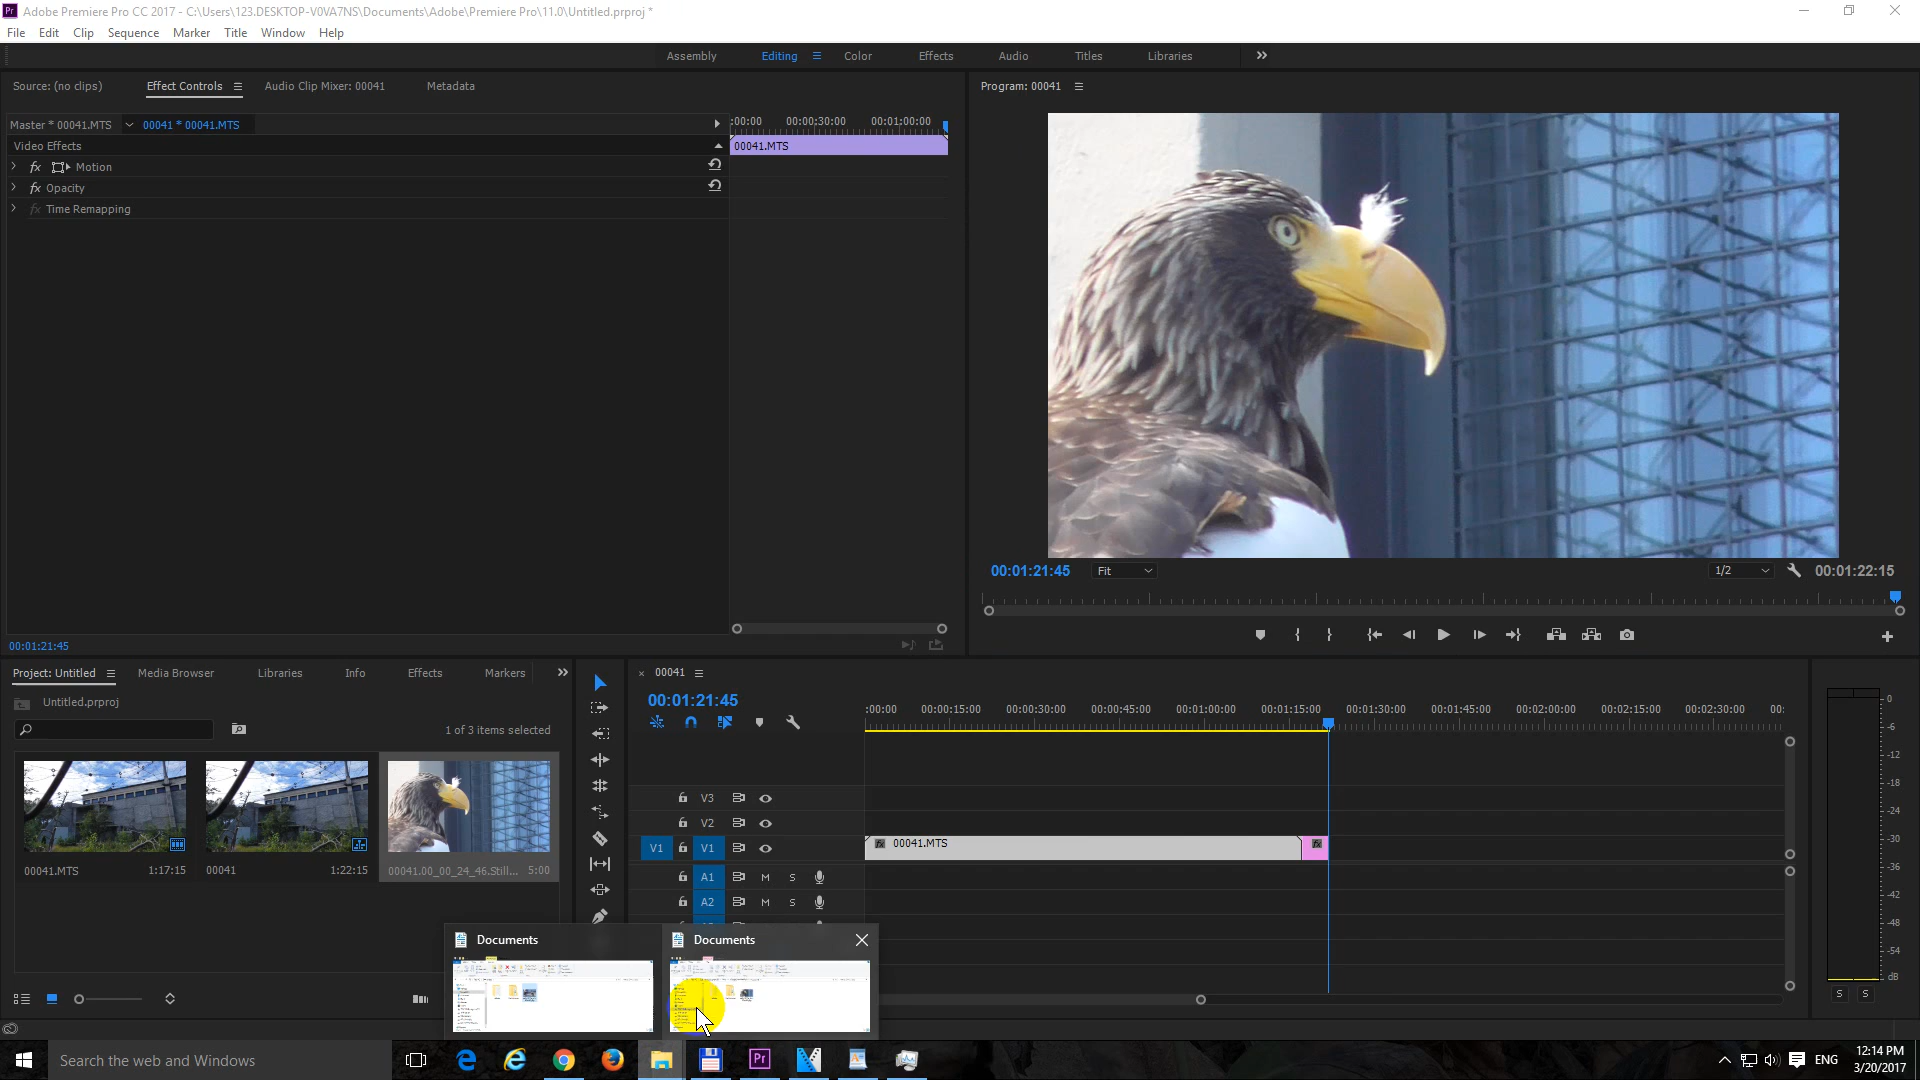 Adobe Premiere Pro CC 2017 - C:\Users\123.DESKTOP-V0VA7NS\Documents\Adobe\Premiere Pro\11.0\Untitled.prproj *
File Edit Clip Sequence Marker Title Window Help
Assembly Editing Color Effects Audio Titles Libraries
Source: (no clips) Effect Controls Audio Clip Mixer: 00041 Metadata
Program: 00041
Master * 00041.MTS 00041 * 00041.MTS
:00:00 00:00:30:00 00:01:00:00
Video Effects
00041.MTS
fx Motion
fx Opacity
fx Time Remapping
00:01:21:45 Fit 1/2 00:01:22:15
00:01:21:45
Project: Untitled Media Browser Libraries Info Effects Markers
Untitled.prproj
1 of 3 items selected
00041.MTS 1:17:15
00041 1:22:15
00041.00_00_24_46.Still... 5:00
00041
00:01:21:45
:00:00 00:00:15:00 00:00:30:00 00:00:45:00 00:01:00:00 00:01:15:00 00:01:30:00 00:01:45:00 00:02:00:00 00:02:15:00 00:02:30:00 00:
V3
V2
V1 V1 fx 00041.MTS fx
A1 M S
A2 M S
0
-6
-12
-18
-24
-30
-36
-42
-48
-54
dB
S S
Documents Documents
Search the web and Windows
Pr
ENG
12:14 PM
3/20/2017